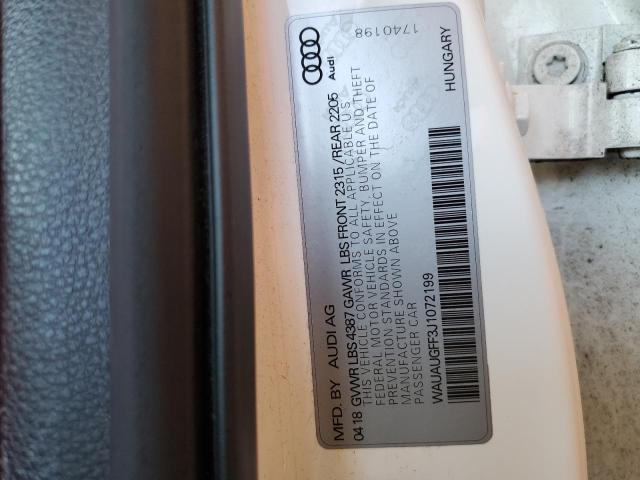 MFD. BY AUDI AG
1740198
04 18 GVWR LBS 4387 GAWR LBS FRONT 2315 / REAR 2205
Audi
THIS VEHICLE CONFORMS TO ALL APPLICABLE U.S.
FEDERAL MOTOR VEHICLE SAFETY, BUMPER AND THEFT
PREVENTION STANDARDS IN EFFECT ON THE DATE OF
MANUFACTURE SHOWN ABOVE
PASSENGER CAR
HUNGARY
WAUAUGFF3J1072199